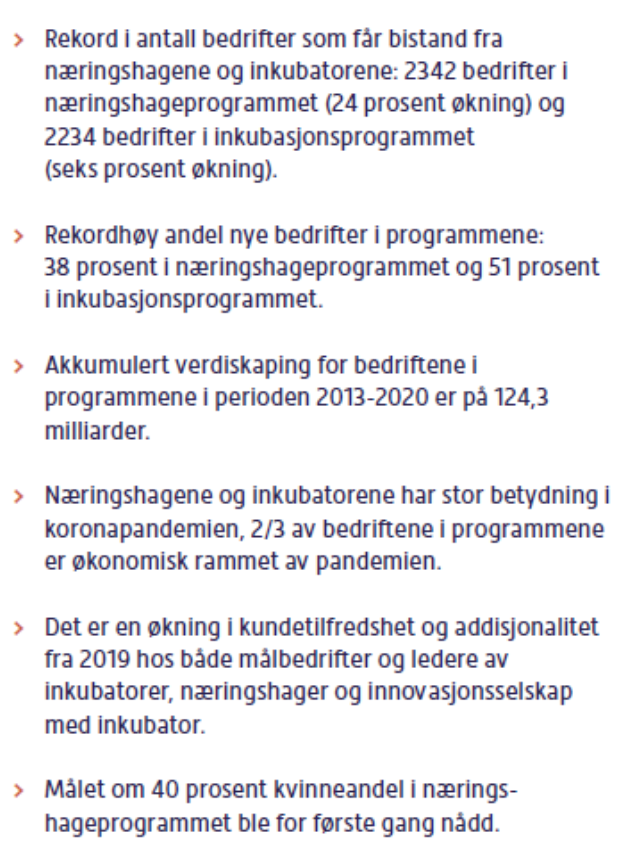 > Rekord i antall bedrifter som får bistand fra
næringshagene og inkubatorene: 2342 bedrifter i
næringshageprogrammet (24 prosent økning) og
2234 bedrifter i inkubasjonsprogrammet
(seks prosent økning).
> Rekordhøy andel nye bedrifter i programmene:
38 prosent i næringshageprogrammet og 51 prosent
i inkubasjonsprogrammet.
> Akkumulert verdiskaping for bedriftene i
programmene i perioden 2013-2020 er på 124,3
milliarder.
> Næringshagene og inkubatorene har stor betydning i
koronapandemien, 2/3 av bedriftene i programmene
er økonomisk rammet av pandemien.
> Det er en økning i kundetilfredshet og addisjonalitet
fra 2019 hos både målbedrifter og ledere av
inkubatorer, næringshager og innovasjonsselskap
med inkubator.
> Målet om 40 prosent kvinneandel i nærings-
hageprogrammet ble for første gang nådd.